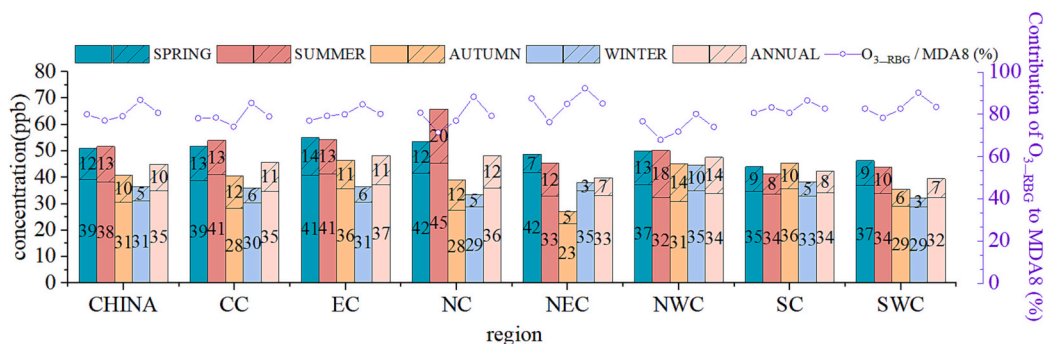 SPRING SUMMER AUTUMN WINTER ANNUAL O3_RBG / MDA8 (%)
concentration(ppb)
80
70
60
50
40
30
20
10
0
12 13 10 5 10
39 38 31 31 35
13 13 12 6 11
39 41 28 30 35
14 13 11 6 11
41 41 36 31 37
12 20 12 5 12
42 45 28 29 36
7 12 5 3 7
42 33 23 35 33
13 18 14 10 14
37 32 31 35 34
9 8 10 5 8
35 34 36 33 34
9 10 6 3 7
37 34 29 29 32
100
80
60
40
20
0
Contribution of O3_RBG to MDA8 (%)
CHINA CC EC NC NEC NWC SC SWC
region